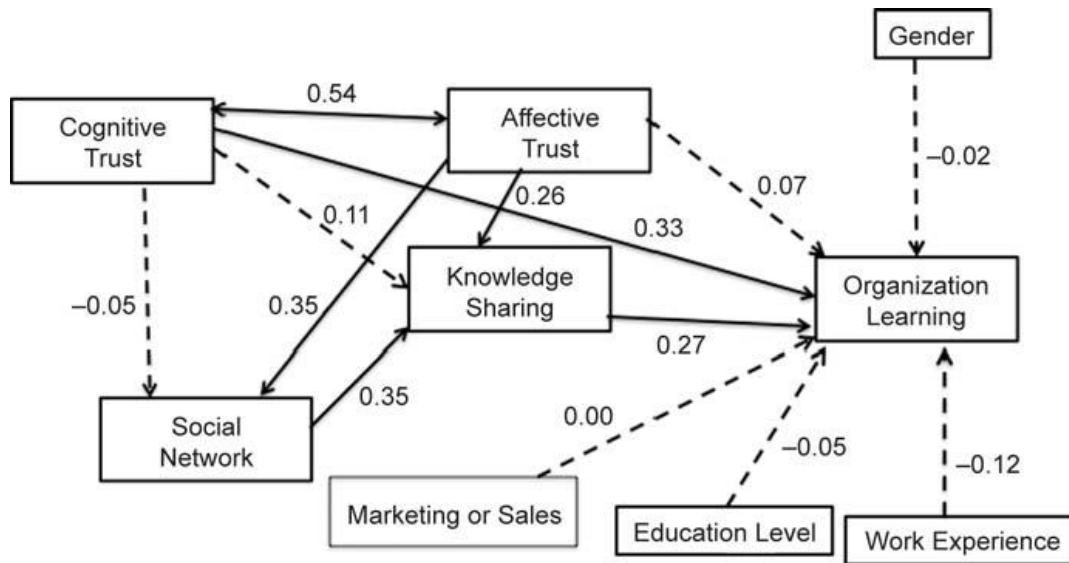 Gender
0.54
Cognitive
Trust
Affective
Trust
–0.02
0.07
0.26
0.11
0.33
Knowledge
Sharing
Organization
Learning
–0.05
0.35
0.27
0.35
Social
Network
0.00
–0.05
–0.12
Marketing or Sales
Education Level
Work Experience